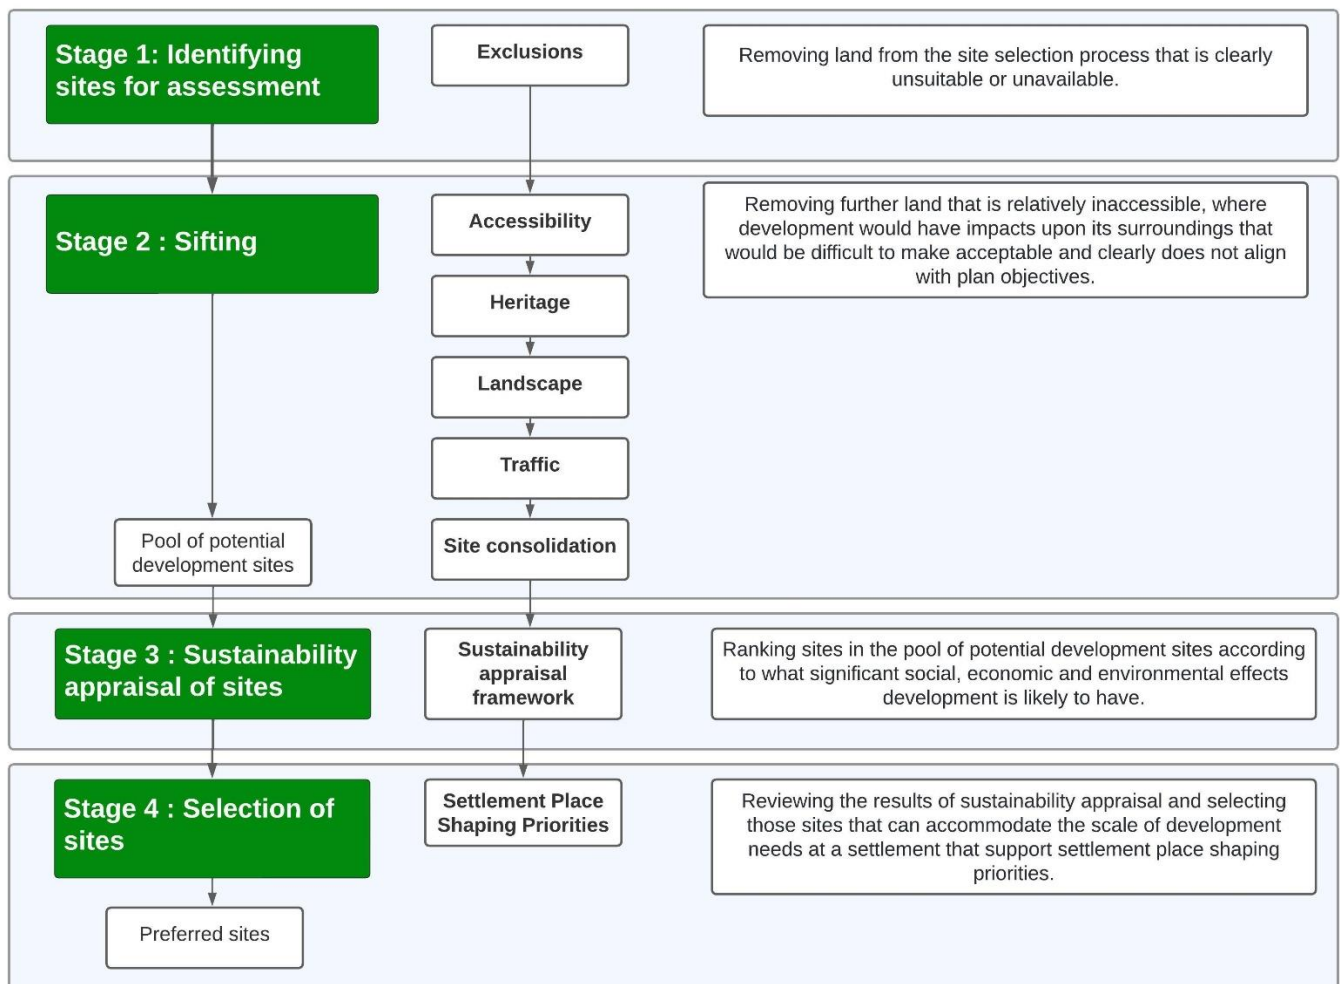 Stage 1: Identifying
sites for assessment
Exclusions
Removing land from the site selection process that is clearly
unsuitable or unavailable.
Stage 2 : Sifting
Accessibility
Removing further land that is relatively inaccessible, where
development would have impacts upon its surroundings that
would be difficult to make acceptable and clearly does not align
with plan objectives.
Heritage
Landscape
Traffic
Pool of potential
development sites
Site consolidation
Stage 3 : Sustainability
appraisal of sites
Sustainability
appraisal
framework
Ranking sites in the pool of potential development sites according
to what significant social, economic and environmental effects
development is likely to have.
Stage 4 : Selection of
sites
Settlement Place
Shaping Priorities
Reviewing the results of sustainability appraisal and selecting
those sites that can accommodate the scale of development
needs at a settlement that support settlement place shaping
priorities.
Preferred sites